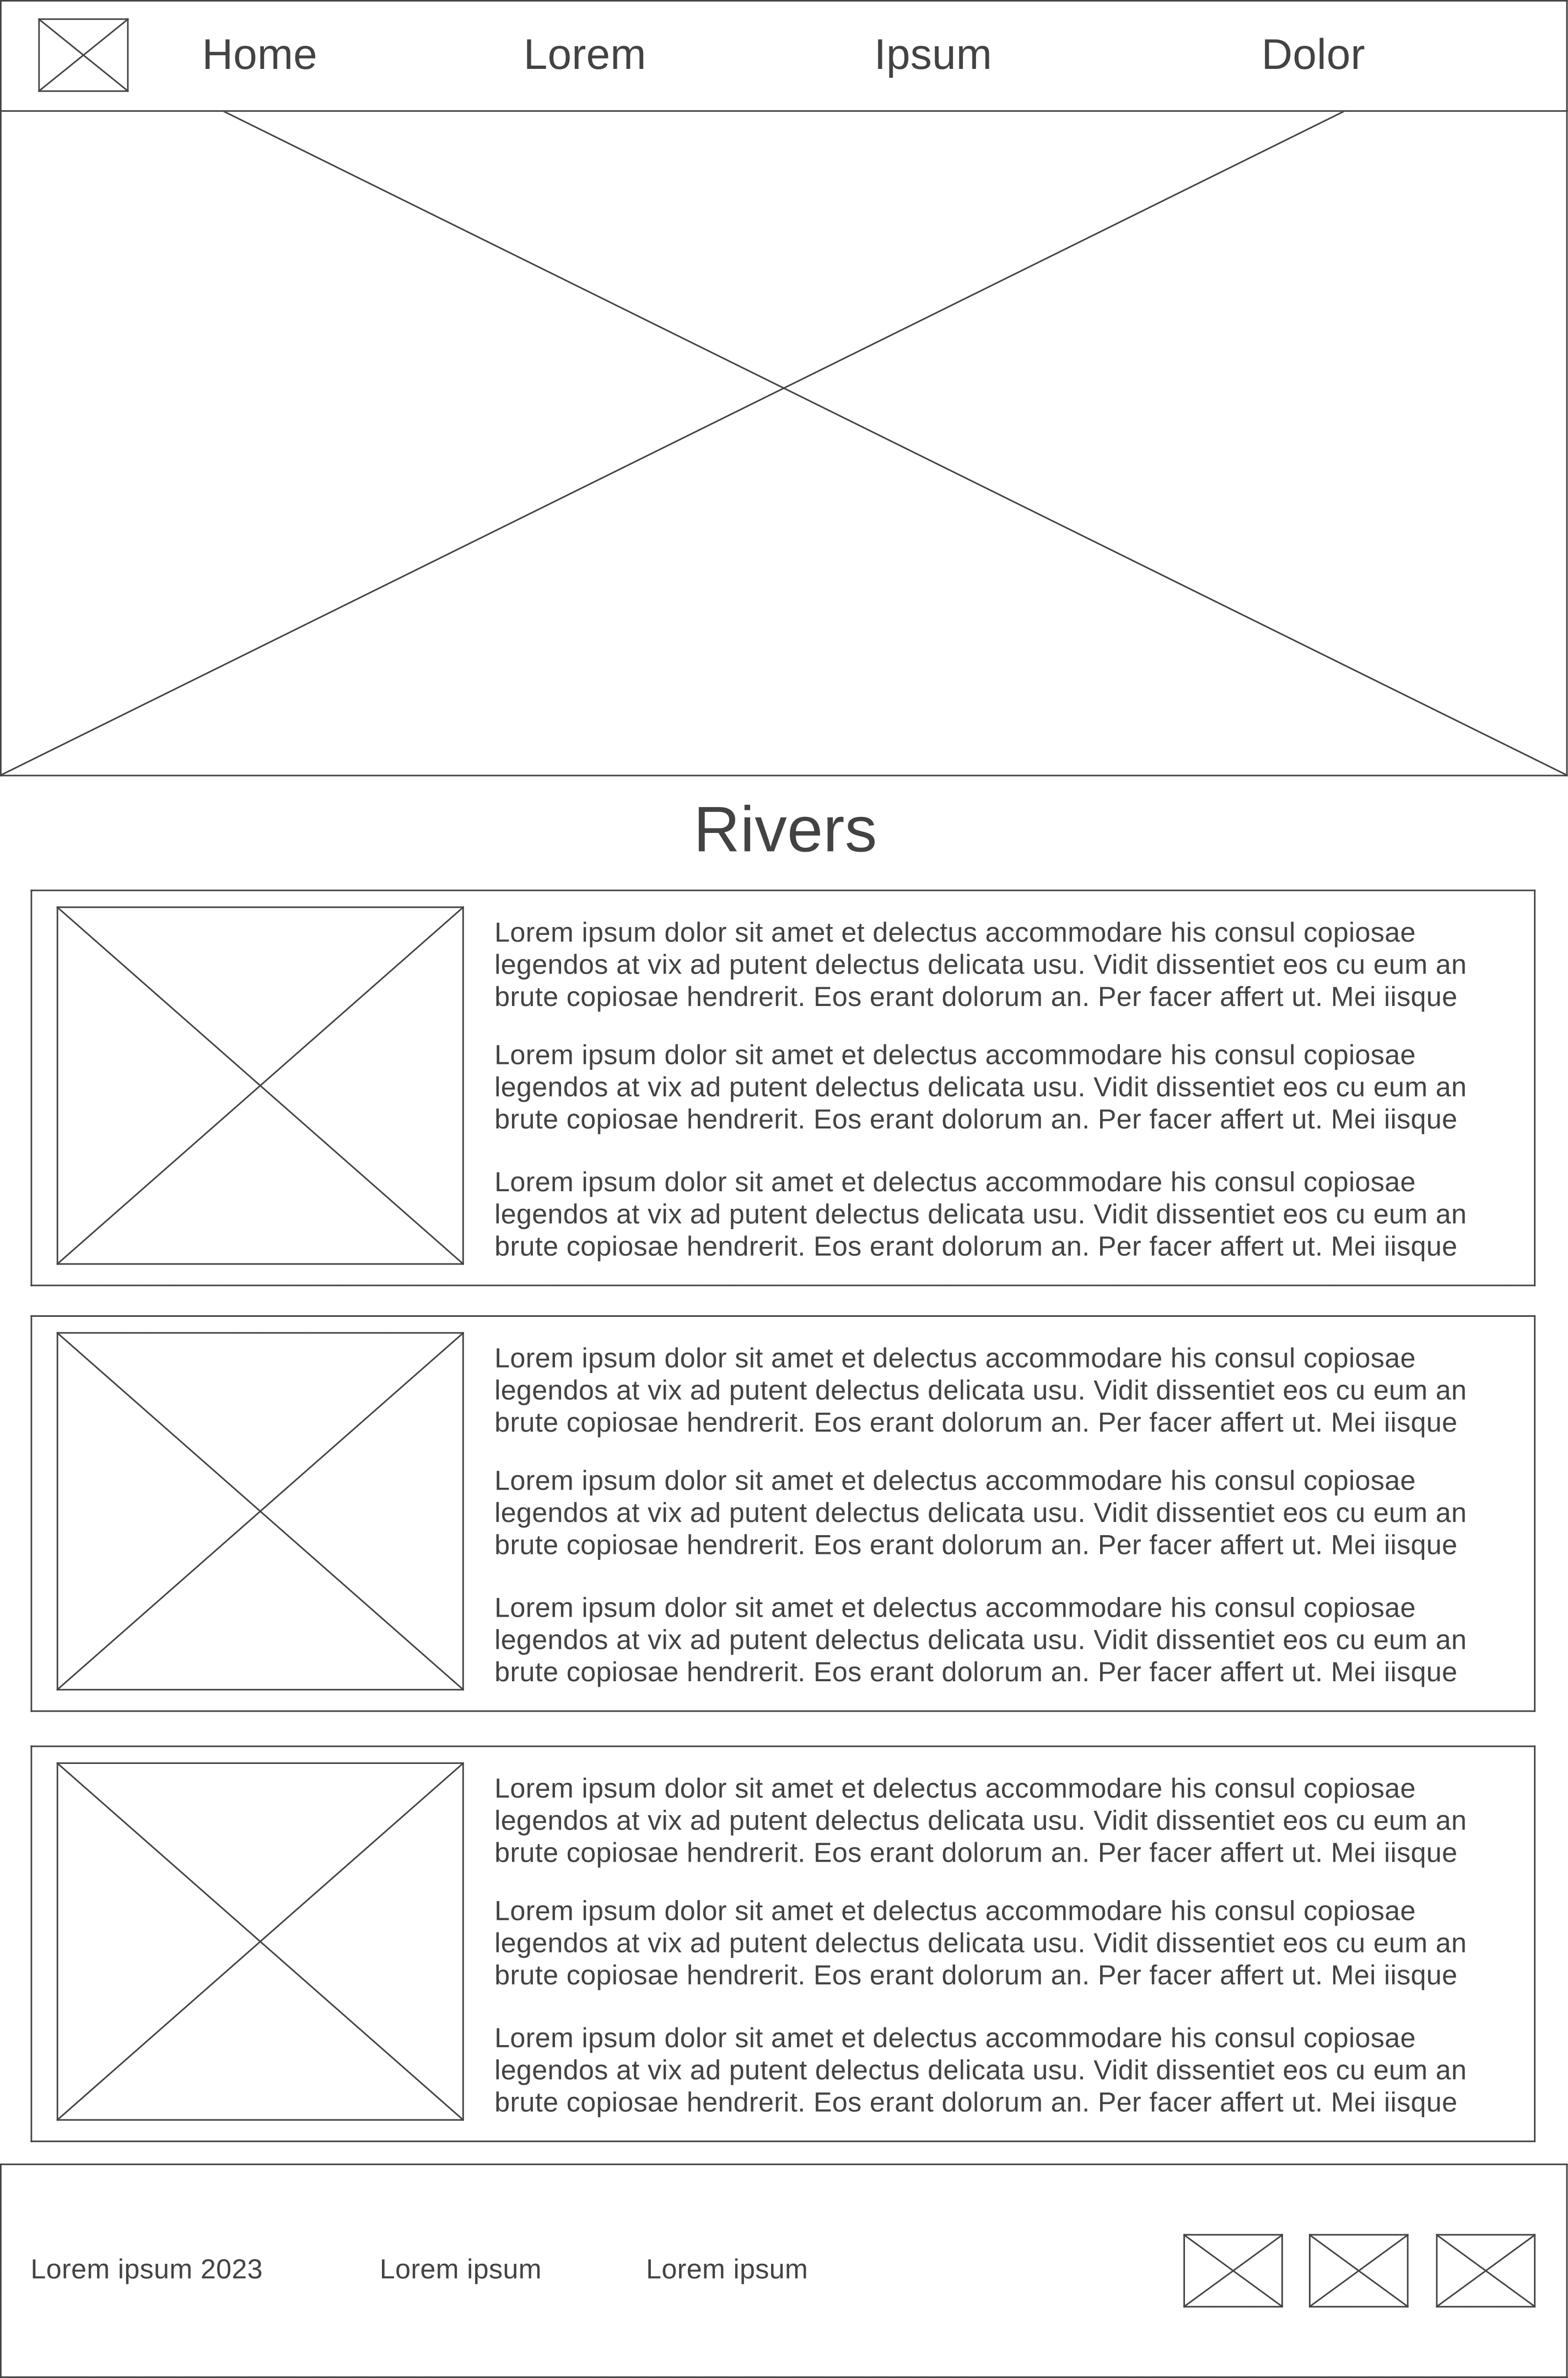 Home Lorem Ipsum Dolor
Rivers
Lorem ipsum dolor sit amet et delectus accommodare his consul copiosae
legendos at vix ad putent delectus delicata usu. Vidit dissentiet eos cu eum an
brute copiosae hendrerit. Eos erant dolorum an. Per facer affert ut. Mei iisque
Lorem ipsum dolor sit amet et delectus accommodare his consul copiosae
legendos at vix ad putent delectus delicata usu. Vidit dissentiet eos cu eum an
brute copiosae hendrerit. Eos erant dolorum an. Per facer affert ut. Mei iisque
Lorem ipsum dolor sit amet et delectus accommodare his consul copiosae
legendos at vix ad putent delectus delicata usu. Vidit dissentiet eos cu eum an
brute copiosae hendrerit. Eos erant dolorum an. Per facer affert ut. Mei iisque
Lorem ipsum dolor sit amet et delectus accommodare his consul copiosae
legendos at vix ad putent delectus delicata usu. Vidit dissentiet eos cu eum an
brute copiosae hendrerit. Eos erant dolorum an. Per facer affert ut. Mei iisque
Lorem ipsum dolor sit amet et delectus accommodare his consul copiosae
legendos at vix ad putent delectus delicata usu. Vidit dissentiet eos cu eum an
brute copiosae hendrerit. Eos erant dolorum an. Per facer affert ut. Mei iisque
Lorem ipsum dolor sit amet et delectus accommodare his consul copiosae
legendos at vix ad putent delectus delicata usu. Vidit dissentiet eos cu eum an
brute copiosae hendrerit. Eos erant dolorum an. Per facer affert ut. Mei iisque
Lorem ipsum dolor sit amet et delectus accommodare his consul copiosae
legendos at vix ad putent delectus delicata usu. Vidit dissentiet eos cu eum an
brute copiosae hendrerit. Eos erant dolorum an. Per facer affert ut. Mei iisque
Lorem ipsum dolor sit amet et delectus accommodare his consul copiosae
legendos at vix ad putent delectus delicata usu. Vidit dissentiet eos cu eum an
brute copiosae hendrerit. Eos erant dolorum an. Per facer affert ut. Mei iisque
Lorem ipsum dolor sit amet et delectus accommodare his consul copiosae
legendos at vix ad putent delectus delicata usu. Vidit dissentiet eos cu eum an
brute copiosae hendrerit. Eos erant dolorum an. Per facer affert ut. Mei iisque
Lorem ipsum 2023 Lorem ipsum Lorem ipsum